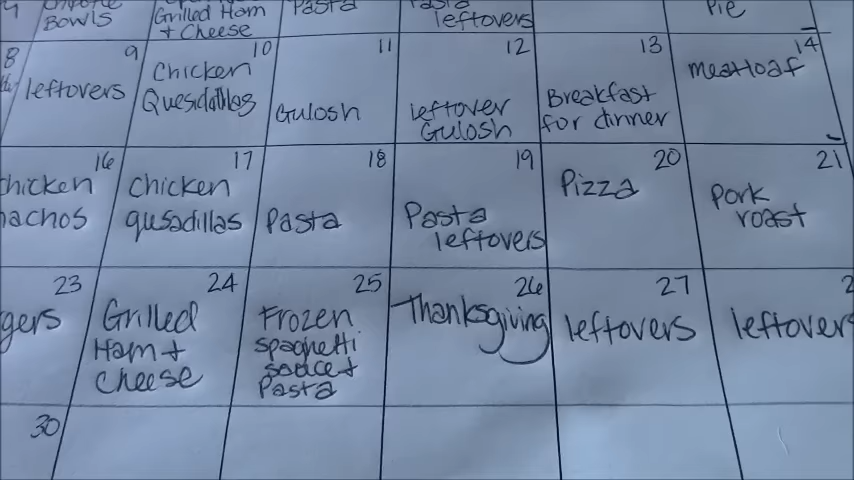 Bowls
Grilled Ham
+ Cheese
Pasta
leftovers
Pie
8
9
leftovers
10
Chicken
Quesidallas
11
Gulosh
12
leftover
Gulosh
13
Breakfast
for dinner
14
meatloaf
16
chicken
nachos
17
Chicken
qusadillas
18
Pasta
19
Pasta
leftovers
20
Pizza
21
Pork
roast
23
gers
24
Grilled
Ham +
Cheese
25
Frozen
spaghetti
sauce +
Pasta
26
Thanksgiving
27
leftovers
2
leftovers
30